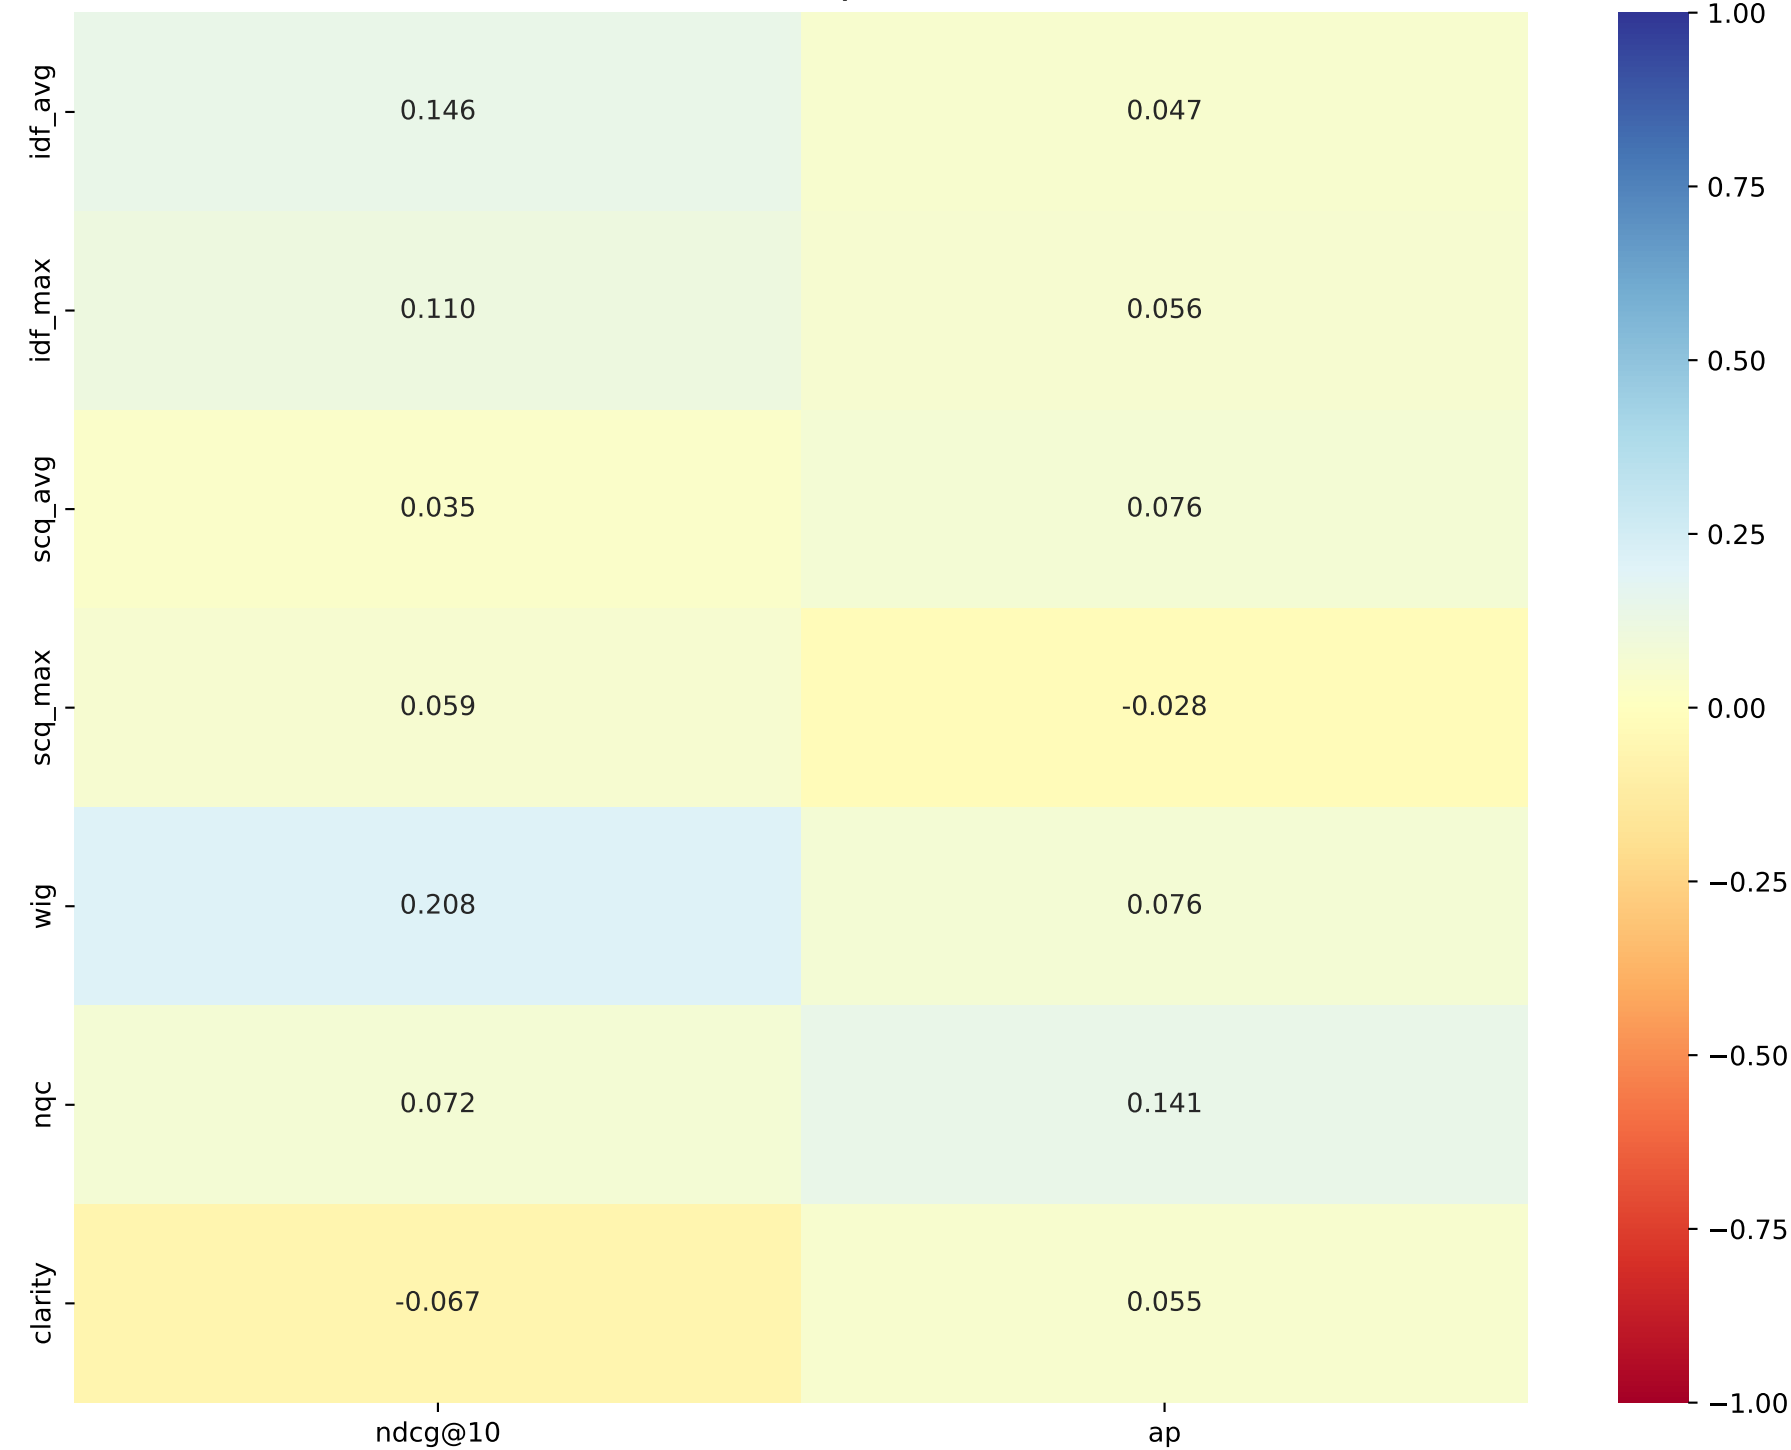 idf_avg 0.146 0.047
idf_max 0.110 0.056
scq_avg 0.035 0.076
scq_max 0.059 -0.028
wig 0.208 0.076
nqc 0.072 0.141
clarity -0.067 0.055
ndcg@10 ap
1.00
0.75
0.50
0.25
0.00
−0.25
−0.50
−0.75
−1.00